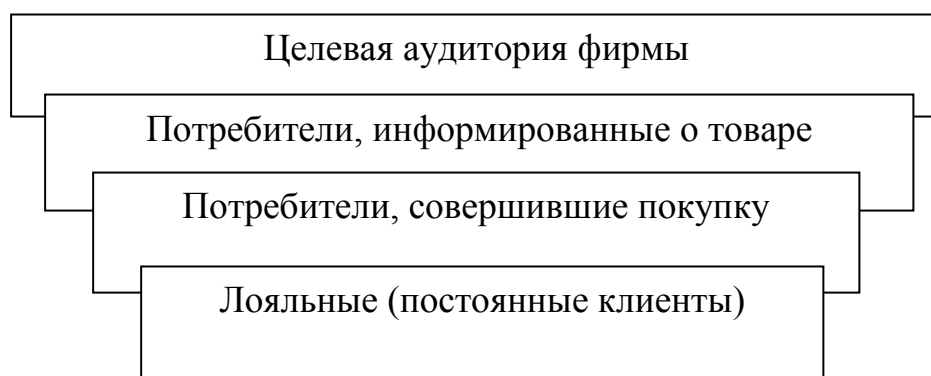 Целевая аудитория фирмы
Потребители, информированные о товаре
Потребители, совершившие покупку
Лояльные (постоянные клиенты)